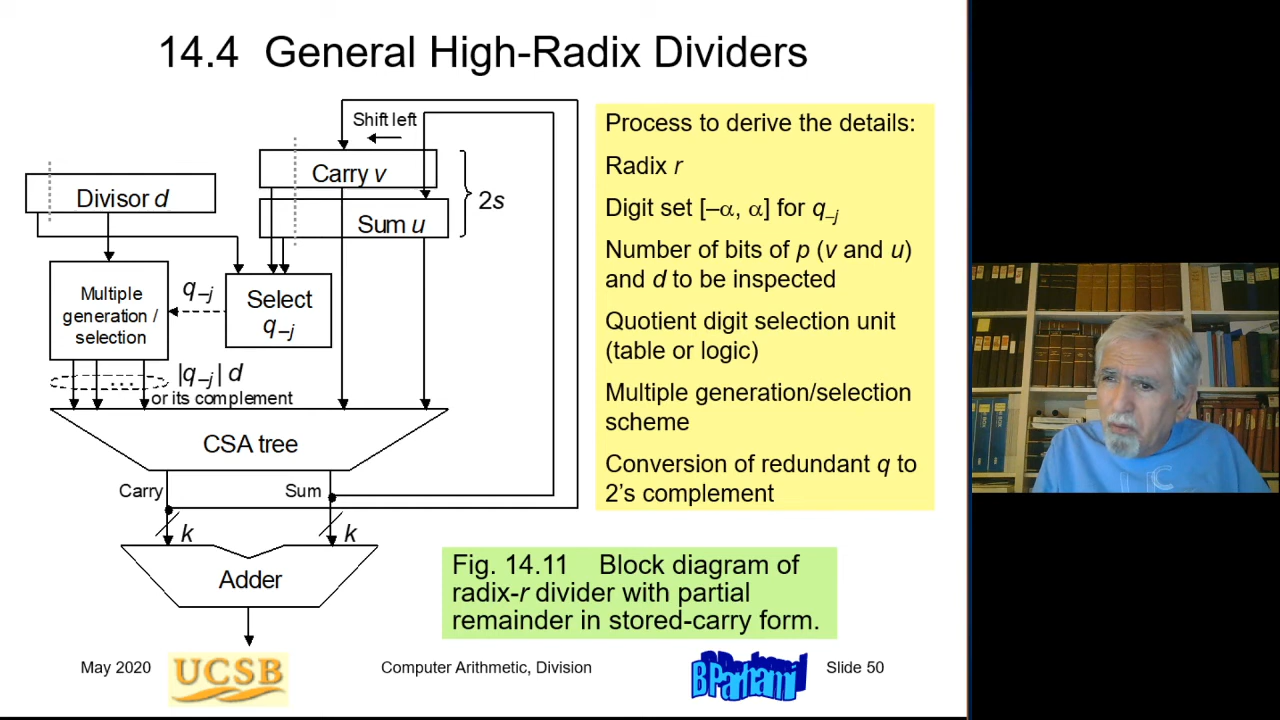 14.4 General High-Radix Dividers
Shift left
Carry v
Divisor d
2s
Sum u
Multiple
generation /
selection
q–j
Select
q–j
|q–j| d
or its complement
CSA tree
Carry
Sum
k
k
Adder
Process to derive the details:
Radix r
Digit set [–α, α] for q–j
Number of bits of p (v and u)
and d to be inspected
Quotient digit selection unit
(table or logic)
Multiple generation/selection
scheme
Conversion of redundant q to
2's complement
Fig. 14.11 Block diagram of
radix-r divider with partial
remainder in stored-carry form.
May 2020
UCSB
Computer Arithmetic, Division
B Parhami
Slide 50